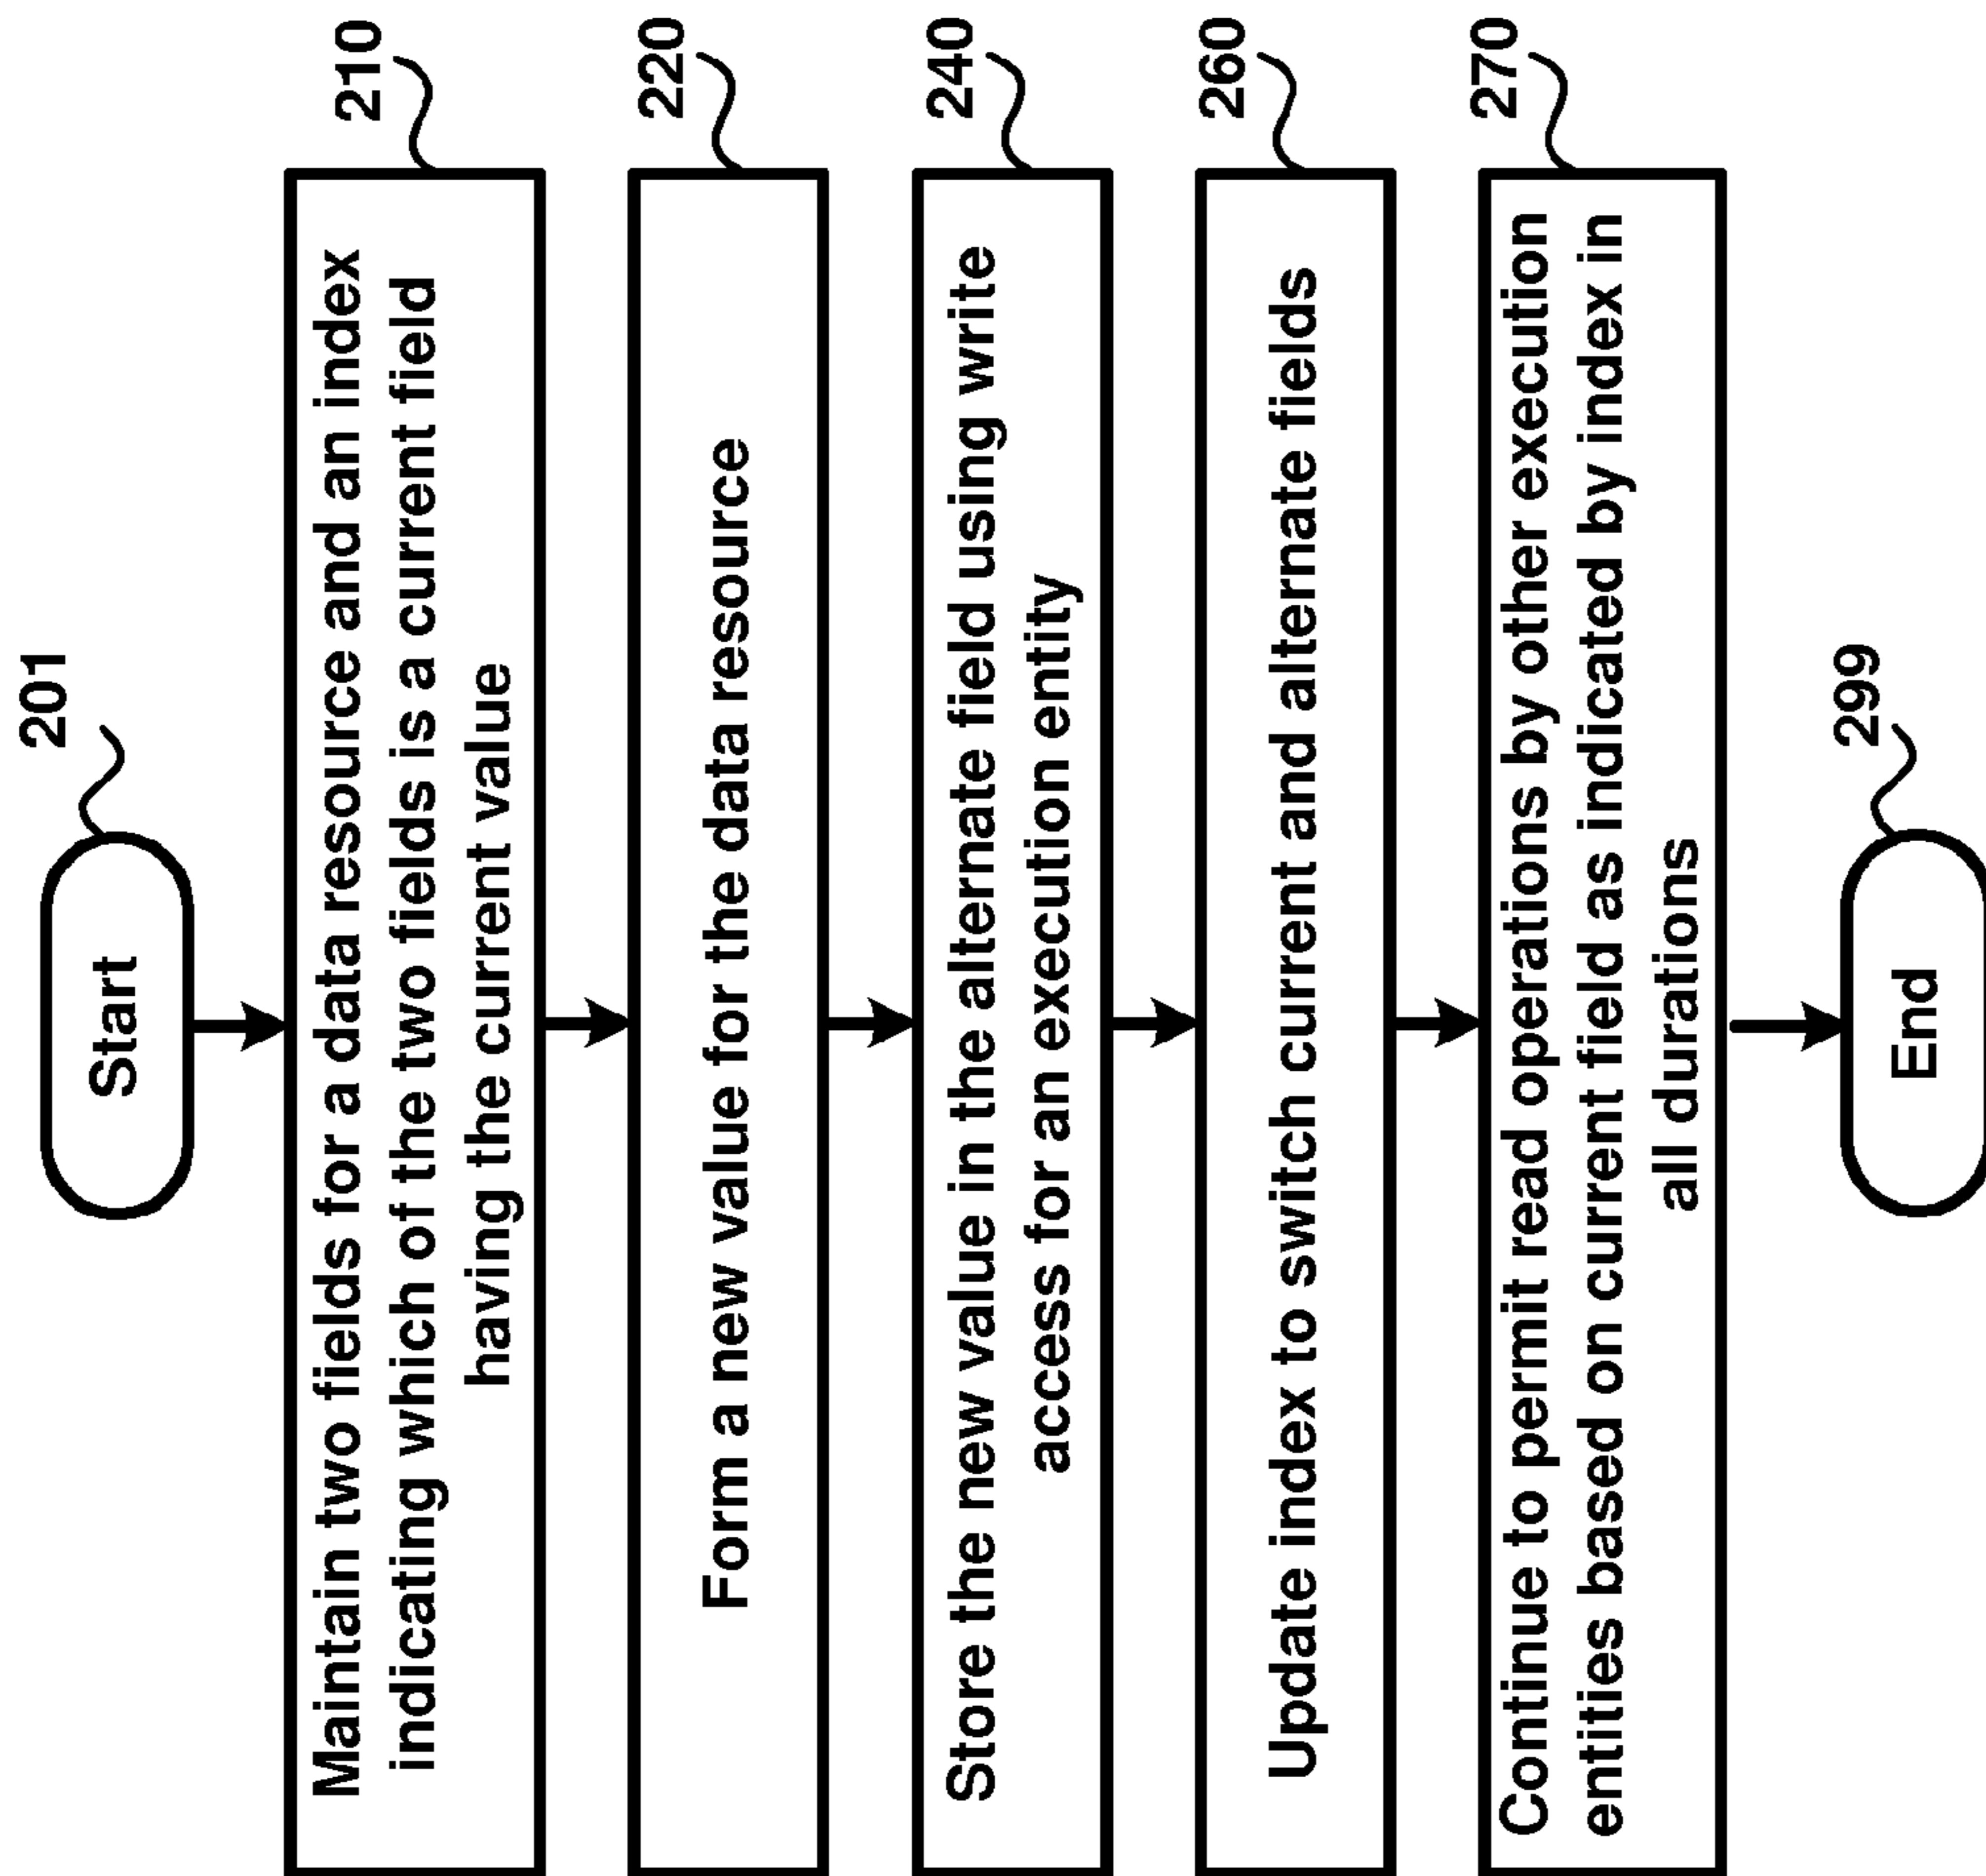 201
Start
210
Maintain two fields for a data resource and an index
indicating which of the two fields is a current field
having the current value
220
Form a new value for the data resource
240
Store the new value in the alternate field using write
access for an execution entity
260
Update index to switch current and alternate fields
270
Continue to permit read operations by other execution
entities based on current field as indicated by index in
all durations
299
End